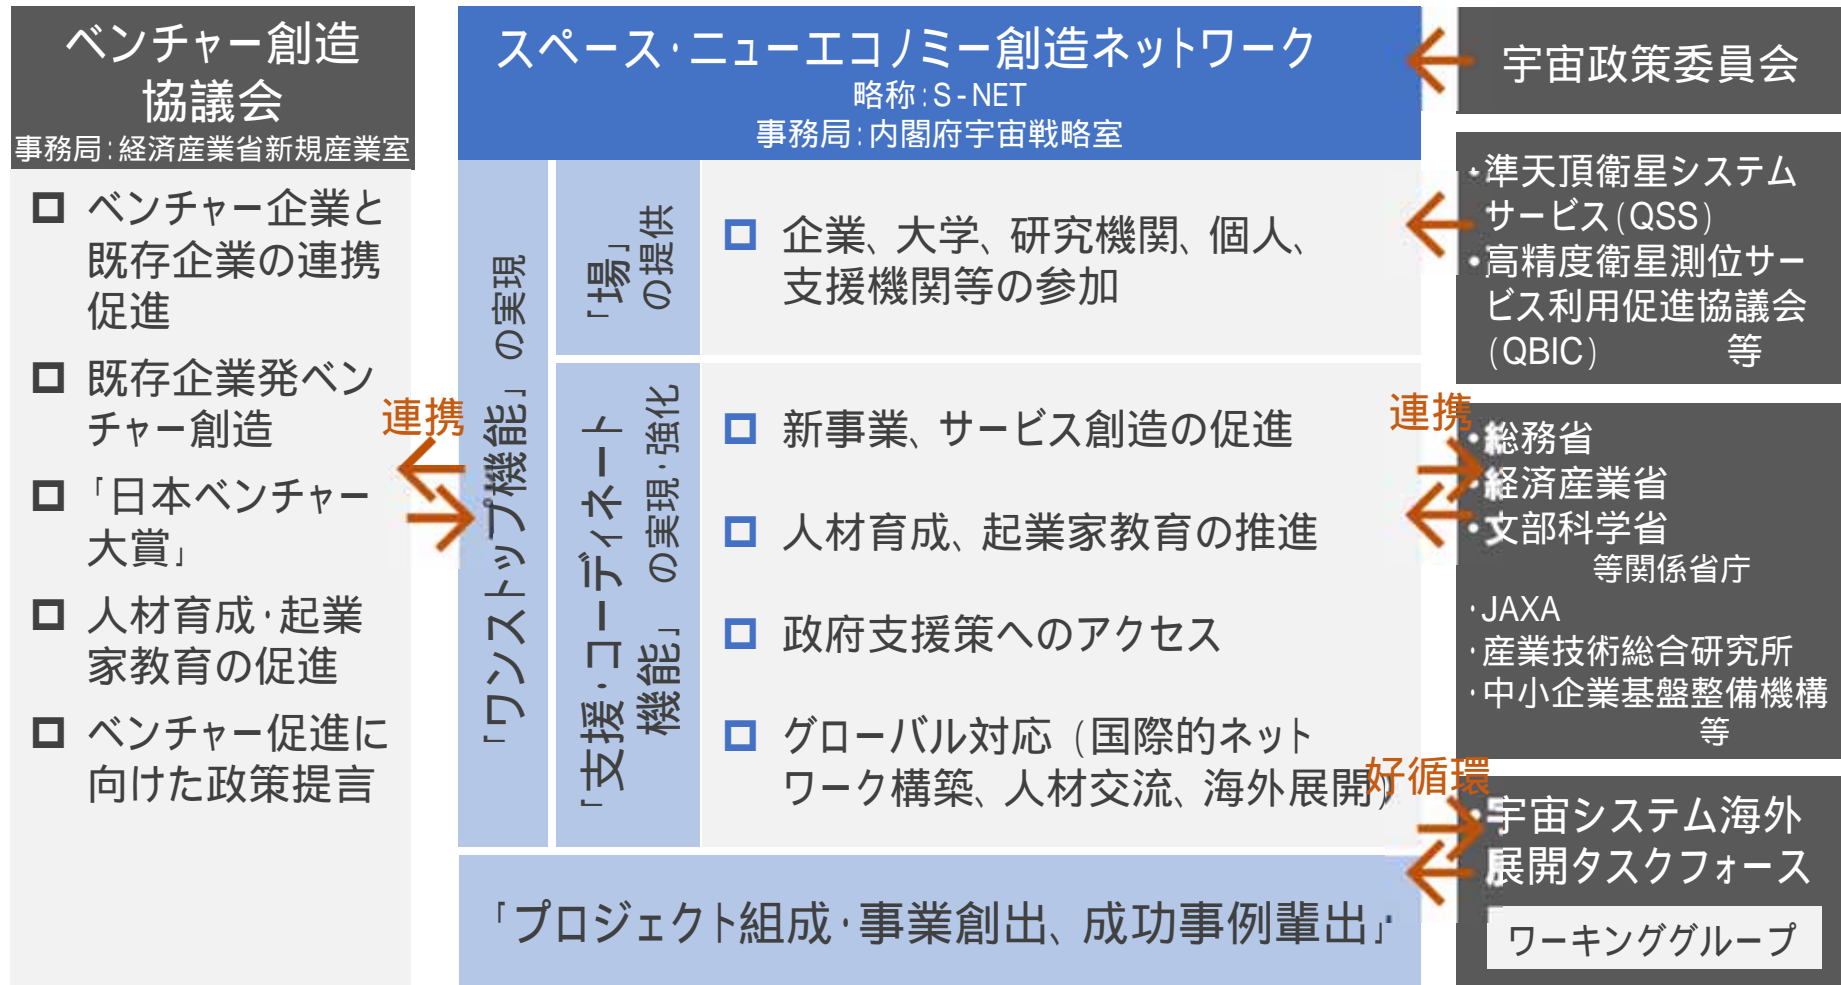 ベンチャー創造
協議会
事務局:経済産業省新規産業室
ベンチャー企業と
既存企業の連携
促進
既存企業発ベン
チャー創造
「日本ベンチャー
大賞」
人材育成・起業
家教育の促進
ベンチャー促進に
向けた政策提言
連携
スペース・ニューエコノミー創造ネットワーク
略称:S-NET
事務局:内閣府宇宙戦略室
「ワンストップ機能」の実現
「場」
の提供
企業、大学、研究機関、個人、
支援機関等の参加
「支援・コーディネート
機能」の実現・強化
新事業、サービス創造の促進
人材育成、起業家教育の推進
政府支援策へのアクセス
グローバル対応(国際的ネット
ワーク構築、人材交流、海外展開)
「プロジェクト組成・事業創出、成功事例輩出」
宇宙政策委員会
・準天頂衛星システム
サービス(QSS)
・高精度衛星測位サー
ビス利用促進協議会
(QBIC) 等
連携
・総務省
・経済産業省
・文部科学省
等関係省庁
・JAXA
・産業技術総合研究所
・中小企業基盤整備機構
等
好循環
・宇宙システム海外
展開タスクフォース
ワーキンググループ